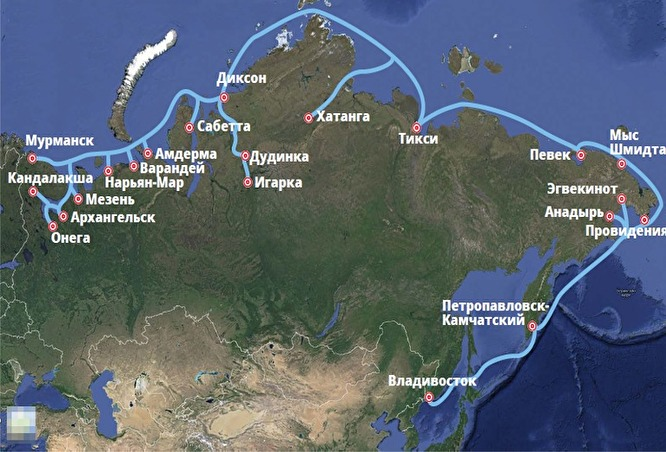 Диксон
Сабетта
Хатанга
Тикси
Мурманск
Кандалакша
Амдерма
Варандей
Нарьян-Мар
Мезень
Архангельск
Онега
Дудинка
Игарка
Певек
Мыс
Шмидта
Эгвекинот
Анадырь
Провидения
Петропавловск-
Камчатский
Владивосток